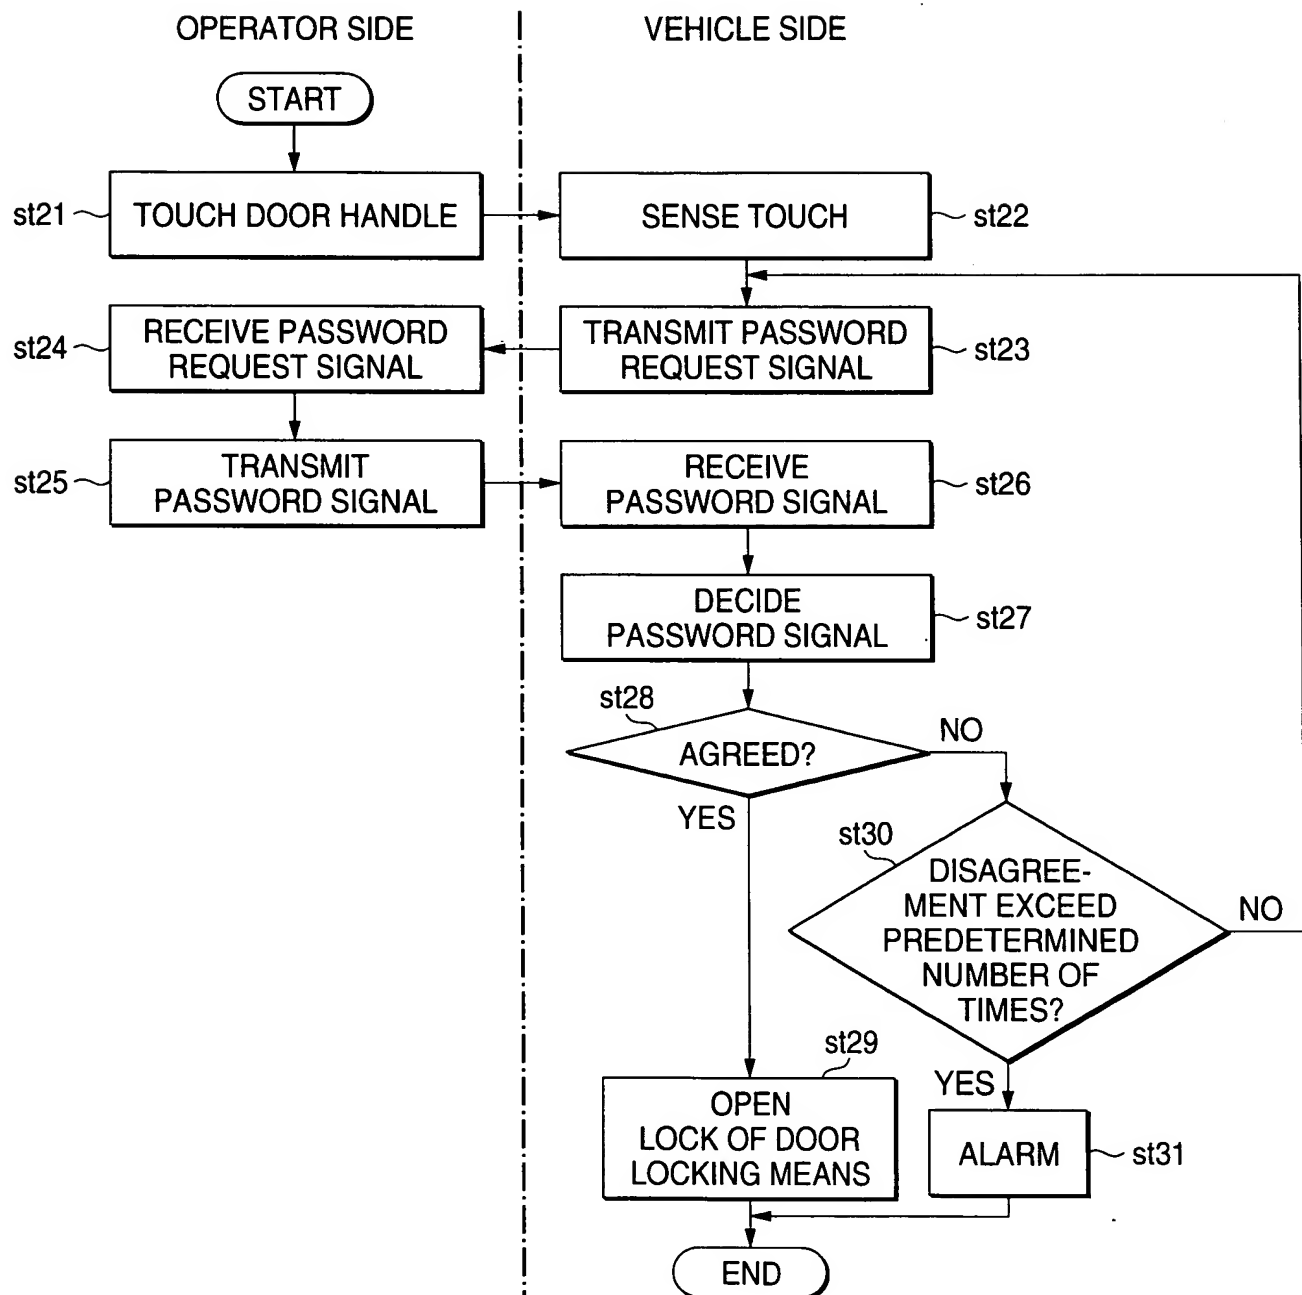 OPERATOR SIDE
VEHICLE SIDE
START
st21
TOUCH DOOR HANDLE
SENSE TOUCH
st22
st24
RECEIVE PASSWORD
REQUEST SIGNAL
TRANSMIT PASSWORD
REQUEST SIGNAL
st23
st25
TRANSMIT
PASSWORD SIGNAL
RECEIVE
PASSWORD SIGNAL
st26
DECIDE
PASSWORD SIGNAL
st27
st28
AGREED?
NO
YES
st30
DISAGREE-
MENT EXCEED
PREDETERMINED
NUMBER OF
TIMES?
NO
YES
st29
OPEN
LOCK OF DOOR
LOCKING MEANS
ALARM
st31
END